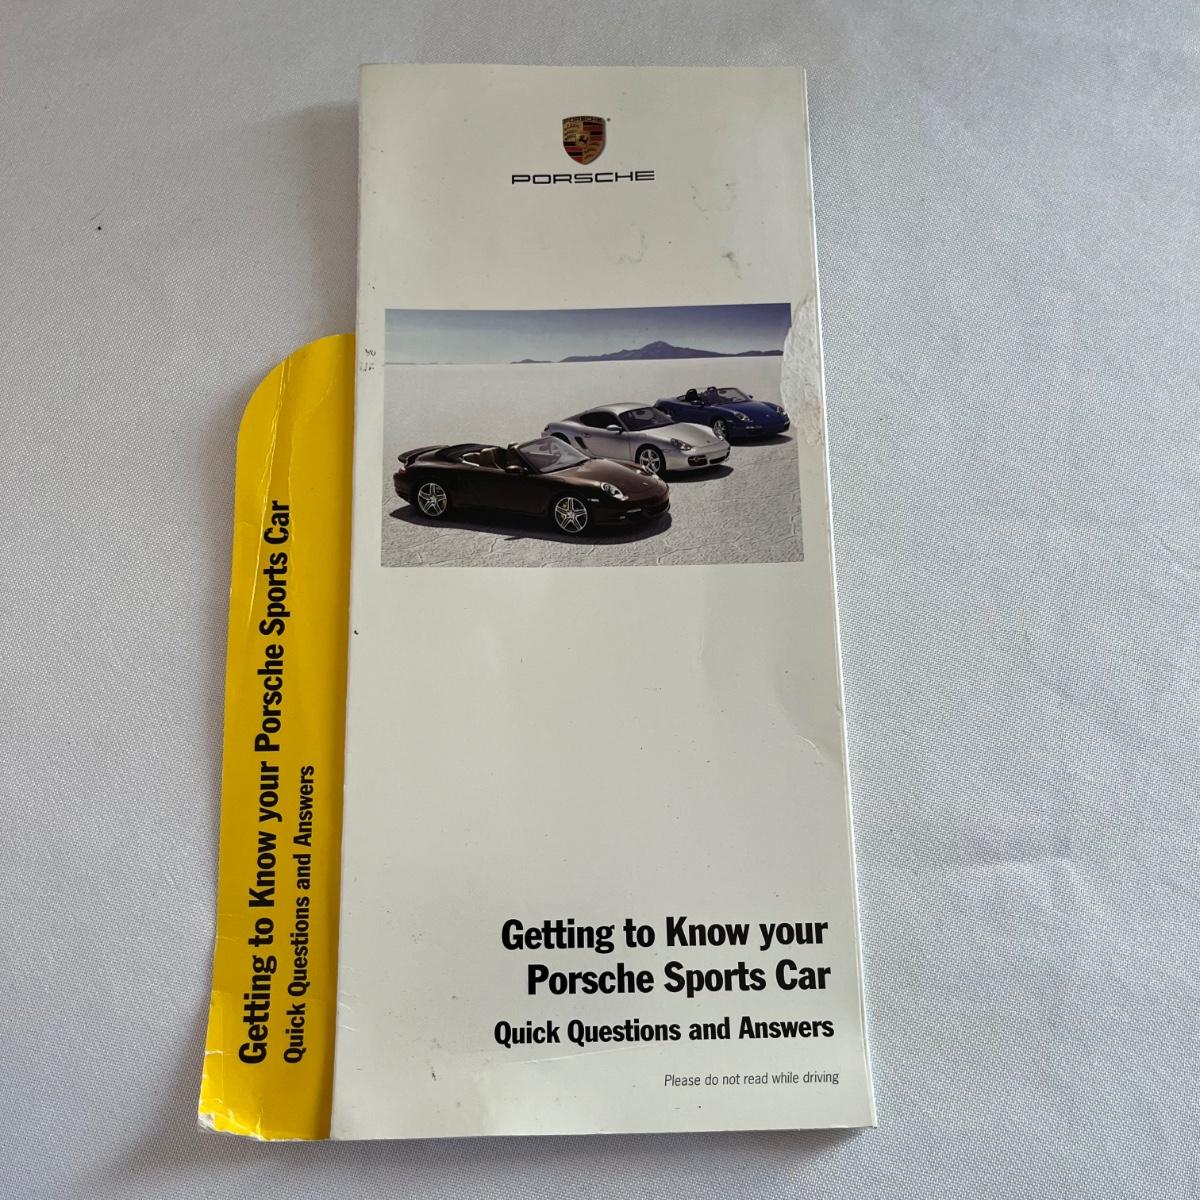 PORSCHE
Getting to Know your
Porsche Sports Car
Quick Questions and Answers
Please do not read while driving
Getting to Know your Porsche Sports Car
Quick Questions and Answers